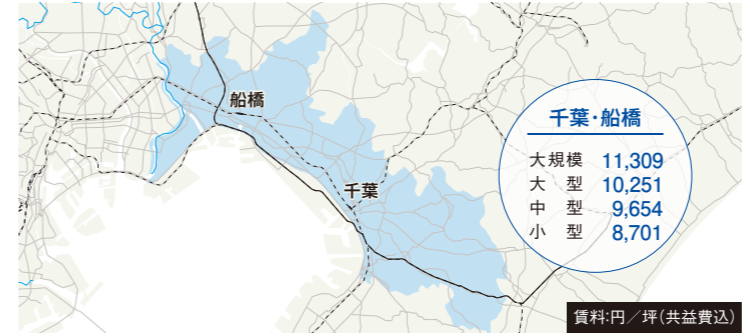 船橋
千葉
千葉・船橋
大規模 11,309
大型 10,251
中型 9,654
小型 8,701
賃料:円／坪(共益費込)